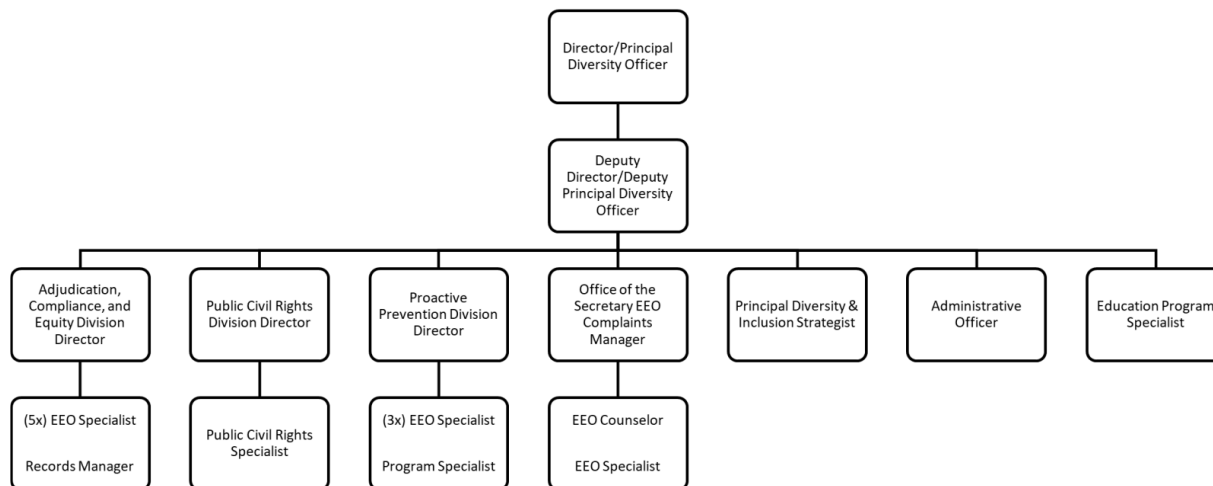 Director/Principal
Diversity Officer
Deputy
Director/Deputy
Principal Diversity
Officer
Adjudication,
Compliance, and
Equity Division
Director
Public Civil Rights
Division Director
Proactive
Prevention Division
Director
Office of the
Secretary EEO
Complaints
Manager
Principal Diversity &
Inclusion Strategist
Administrative
Officer
Education Program
Specialist
(5x) EEO Specialist
Records Manager
Public Civil Rights
Specialist
(3x) EEO Specialist
Program Specialist
EEO Counselor
EEO Specialist